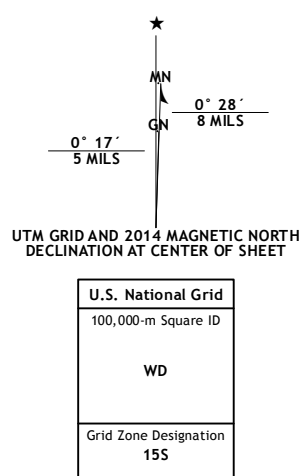 ★
MN
0° 28´
8 MILS
GN
0° 17´
5 MILS
UTM GRID AND 2014 MAGNETIC NORTH
DECLINATION AT CENTER OF SHEET
U.S. National Grid
100,000-m Square ID
WD
Grid Zone Designation
15S